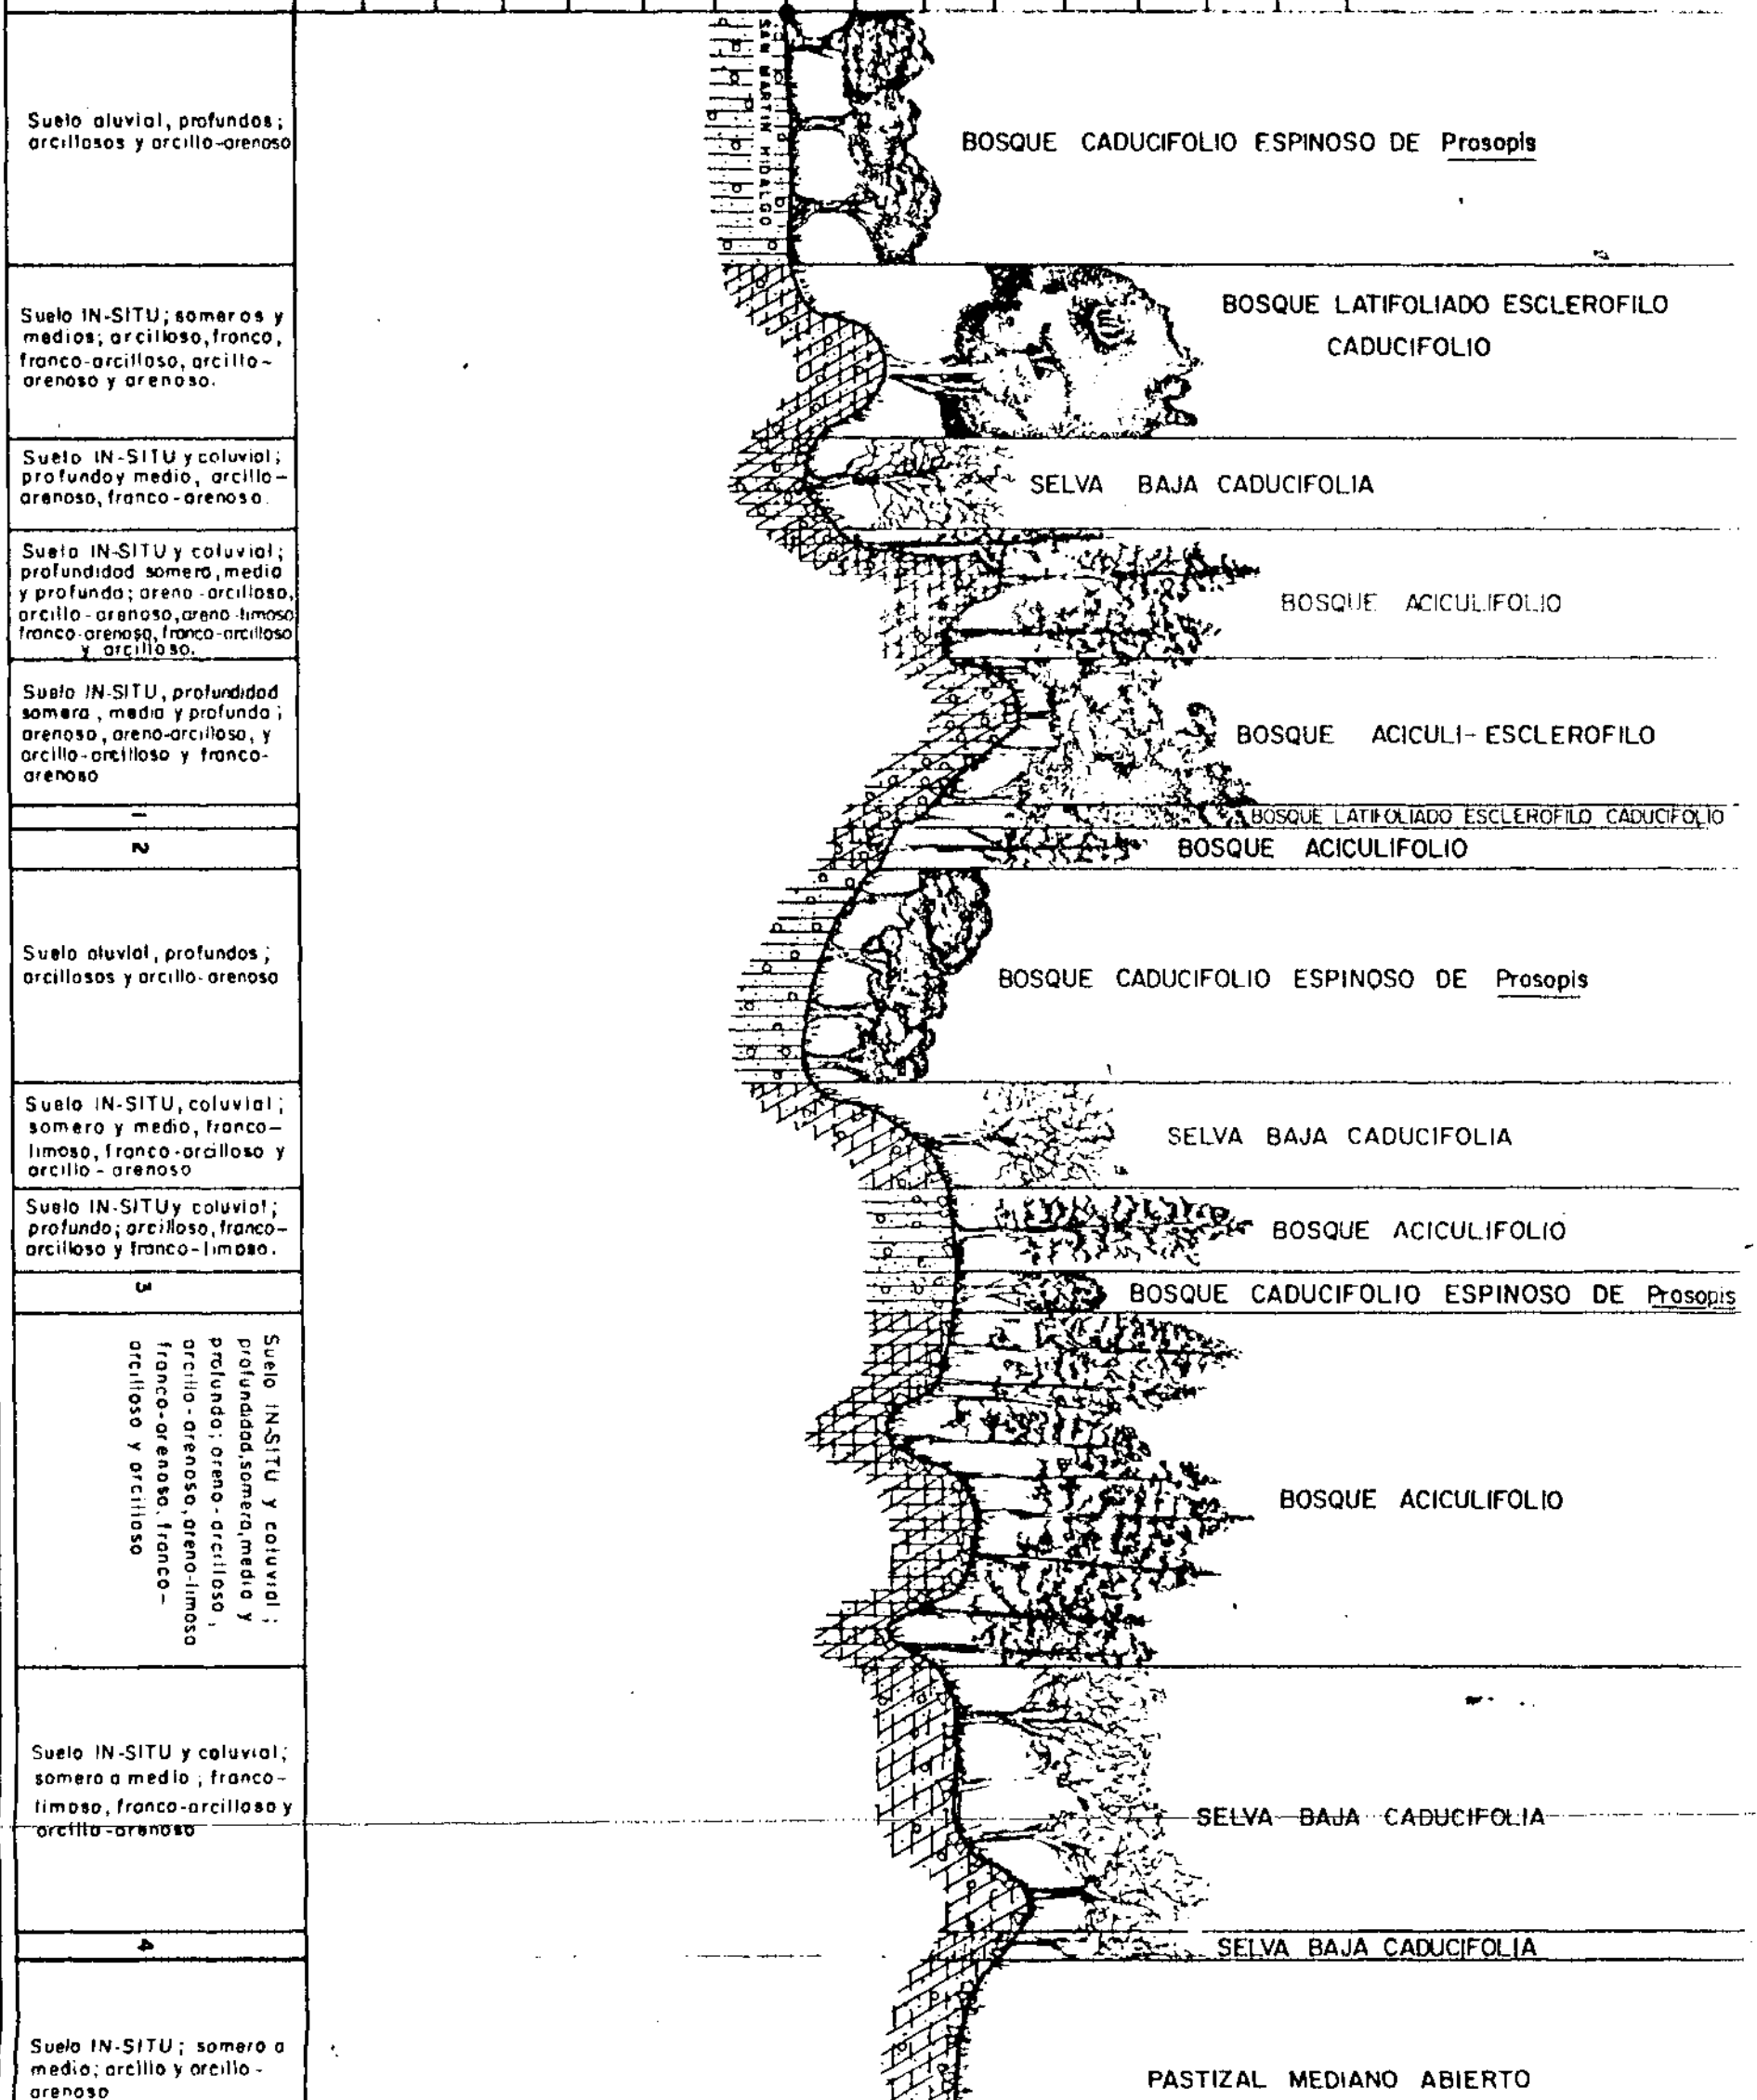 SAN MARTIN HIDALGO
Suelo aluvial, profundos;
arcillosos y arcillo-arenoso
BOSQUE CADUCIFOLIO ESPINOSO DE Prosopis
Suelo IN-SITU; someros y
medios; arcilloso, franco,
franco-arcilloso, arcillo-
arenoso y arenoso.
BOSQUE LATIFOLIADO ESCLEROFILO
CADUCIFOLIO
Suelo IN-SITU y coluvial;
profundo y medio, arcillo-
arenoso, franco-arenoso.
SELVA BAJA CADUCIFOLIA
Suelo IN-SITU y coluvial;
profundidad somero, medio
y profundo; areno-arcilloso,
arcillo-arenoso, areno-limoso
franco-arenoso, franco-arcilloso
y arcilloso.
BOSQUE ACICULIFOLIO
Suelo IN-SITU, profundidad
somera, media y profunda;
arenoso, areno-arcilloso, y
arcillo-arcilloso y franco-
arenoso
BOSQUE ACICULI-ESCLEROFILO
1
BOSQUE LATIFOLIADO ESCLEROFILO CADUCIFOLIO
2
BOSQUE ACICULIFOLIO
Suelo aluvial, profundos;
arcillosos y arcillo-arenoso
BOSQUE CADUCIFOLIO ESPINOSO DE Prosopis
Suelo IN-SITU, coluvial;
somero y medio, franco-
limoso, franco-arcilloso y
arcillo-arenoso
SELVA BAJA CADUCIFOLIA
Suelo IN-SITU y coluvial;
profundo; arcilloso, franco-
arcilloso y franco-limoso.
BOSQUE ACICULIFOLIO
3
BOSQUE CADUCIFOLIO ESPINOSO DE Prosopis
Suelo IN-SITU y coluvial;
profundidad, somera, medio y
profundo; areno-arcilloso,
arcillo-arenoso, areno-limoso
franco-arenoso, franco-
arcilloso y arcilloso
BOSQUE ACICULIFOLIO
Suelo IN-SITU y coluvial;
somero a medio; franco-
limoso, franco-arcilloso y
arcillo-arenoso
SELVA BAJA CADUCIFOLIA
4
SELVA BAJA CADUCIFOLIA
Suelo IN-SITU; somero a
medio; arcillo y arcillo-
arenoso
PASTIZAL MEDIANO ABIERTO